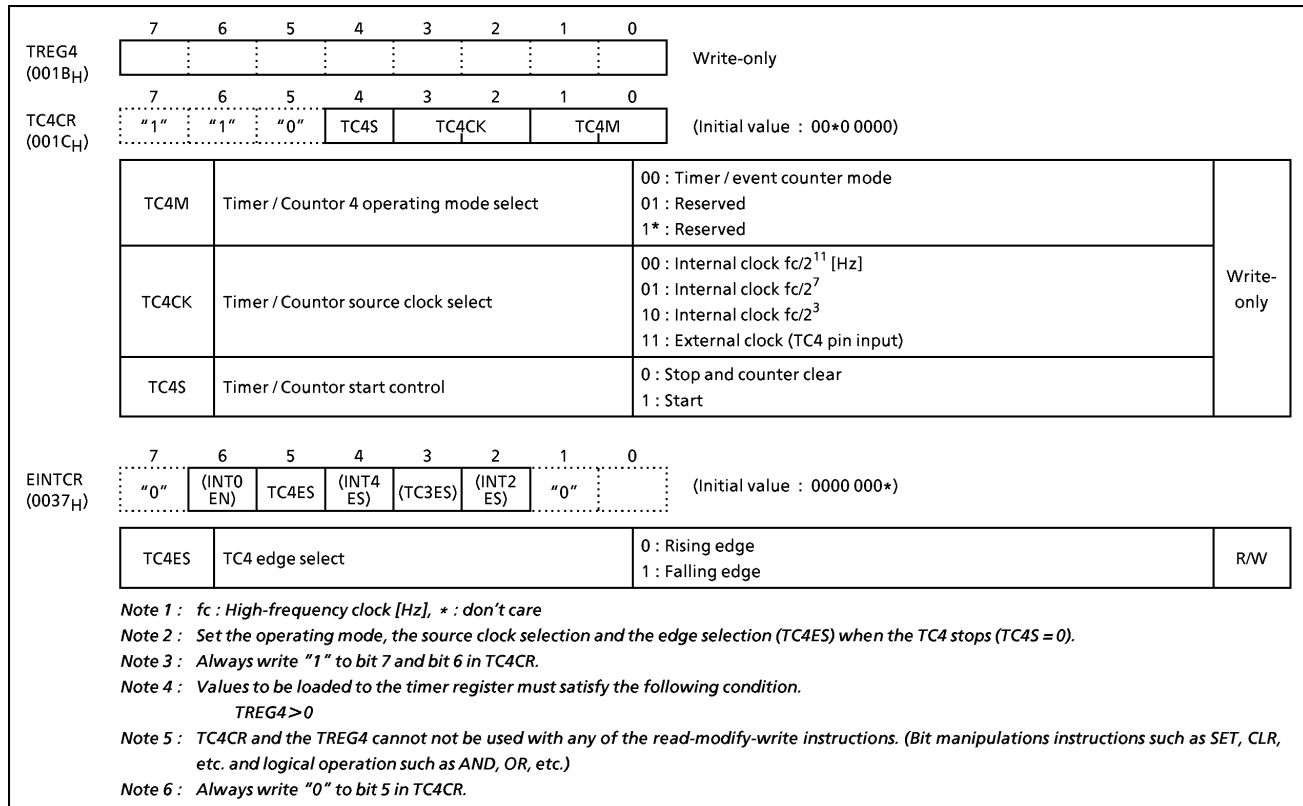 7 6 5 4 3 2 1 0
TREG4
(001BH)
Write-only
7 6 5 4 3 2 1 0
TC4CR
(001CH)
"1" "1" "0" TC4S TC4CK TC4M
(Initial value : 00*0 0000)
TC4M
Timer / Countor 4 operating mode select
00 : Timer / event counter mode
01 : Reserved
1* : Reserved
TC4CK
Timer / Countor source clock select
00 : Internal clock fc/2¹¹ [Hz]
01 : Internal clock fc/2⁷
10 : Internal clock fc/2³
11 : External clock (TC4 pin input)
TC4S
Timer / Countor start control
0 : Stop and counter clear
1 : Start
Write-
only
7 6 5 4 3 2 1 0
EINTCR
(0037H)
"0" (INT0 EN) TC4ES (INT4 ES) (TC3ES) (INT2 ES) "0"
(Initial value : 0000 000*)
TC4ES
TC4 edge select
0 : Rising edge
1 : Falling edge
R/W
Note 1 : fc : High-frequency clock [Hz], * : don't care
Note 2 : Set the operating mode, the source clock selection and the edge selection (TC4ES) when the TC4 stops (TC4S = 0).
Note 3 : Always write "1" to bit 7 and bit 6 in TC4CR.
Note 4 : Values to be loaded to the timer register must satisfy the following condition.
TREG4>0
Note 5 : TC4CR and the TREG4 cannot not be used with any of the read-modify-write instructions. (Bit manipulations instructions such as SET, CLR,
etc. and logical operation such as AND, OR, etc.)
Note 6 : Always write "0" to bit 5 in TC4CR.